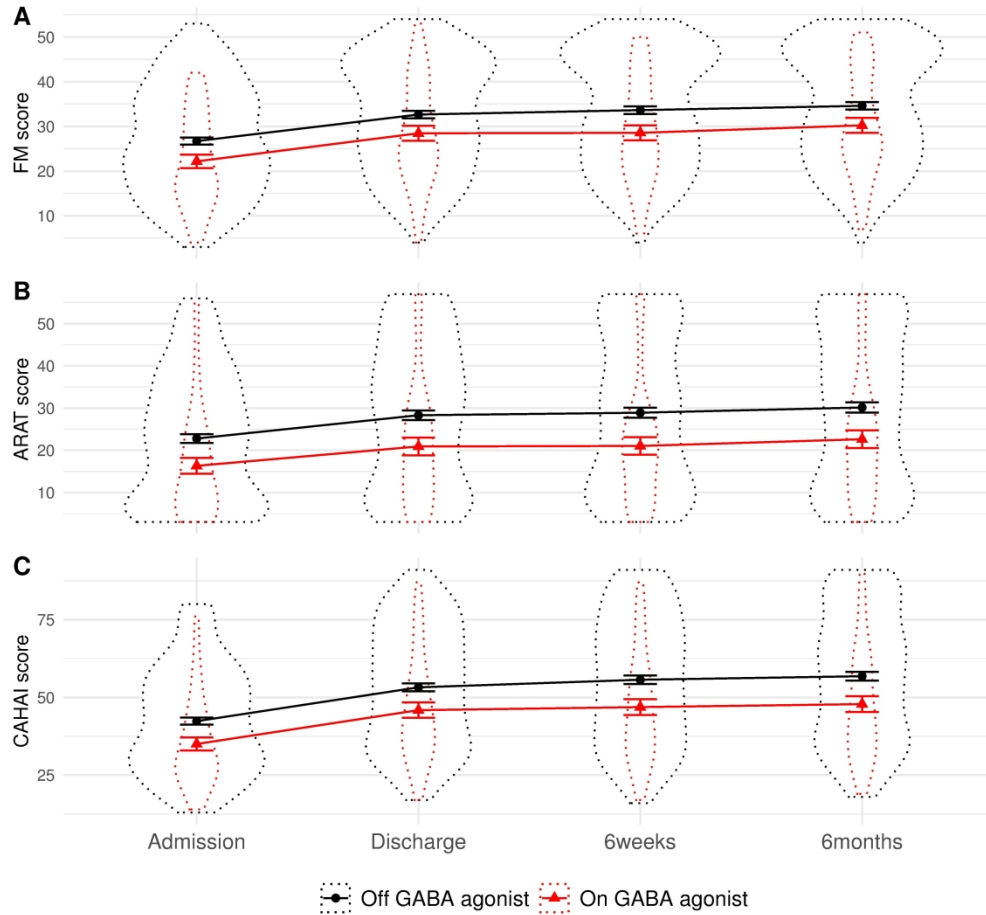 A
FM score
50
40
30
20
10
B
ARAT score
50
40
30
20
10
C
CAHAI score
75
50
25
Admission Discharge 6weeks 6months
Off GABA agonist On GABA agonist